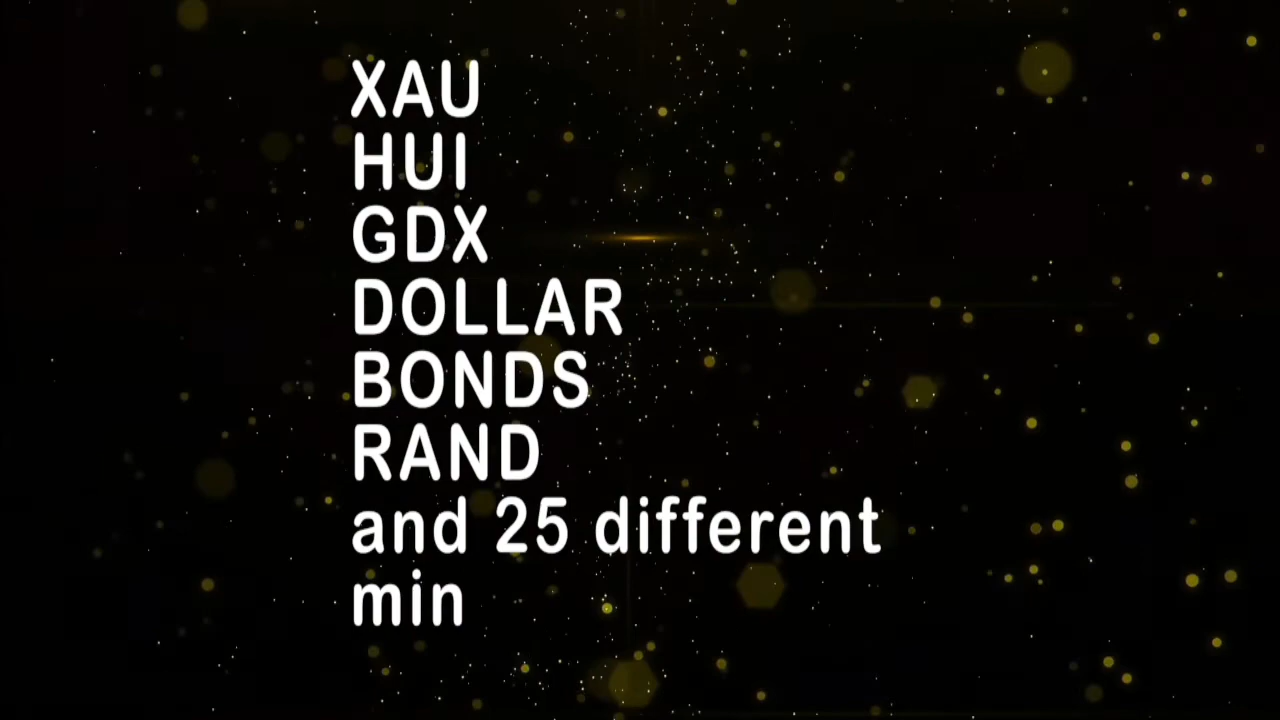 XAU
HUI
GDX
DOLLAR
BONDS
RAND
and 25 different
min